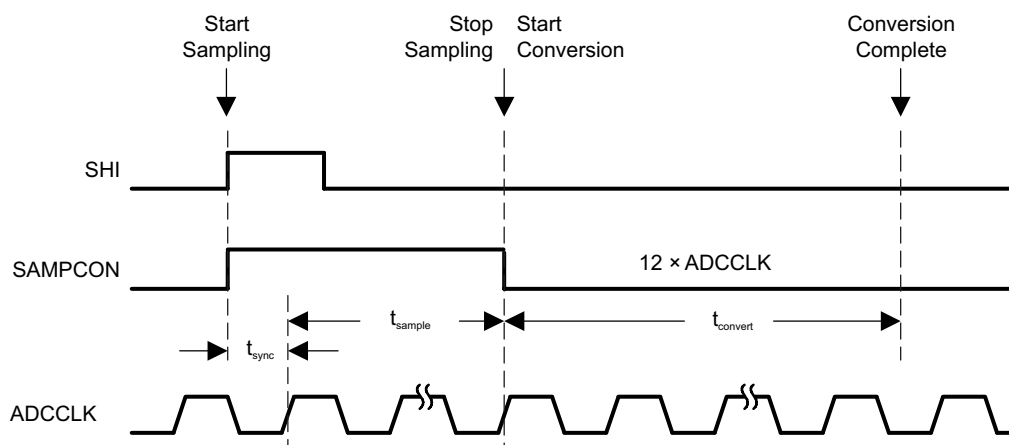 Start
Sampling
Stop
Sampling
Start
Conversion
Conversion
Complete
SHI
SAMPCON
12 × ADCCLK
tsample
tconvert
tsync
ADCCLK